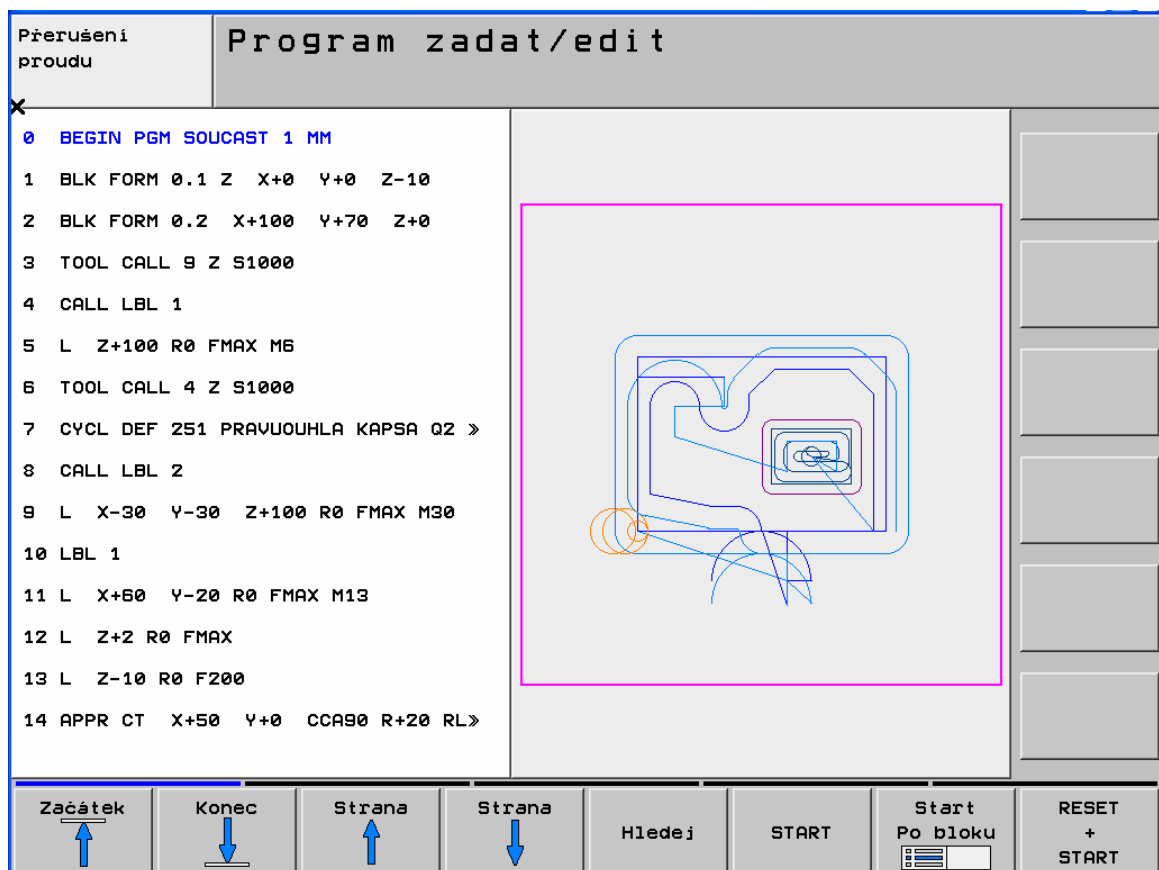 Přerušení
proudu
Program zadat/edit
0 BEGIN PGM SOUCAST 1 MM
1 BLK FORM 0.1 Z X+0 Y+0 Z-10
2 BLK FORM 0.2 X+100 Y+70 Z+0
3 TOOL CALL 9 Z S1000
4 CALL LBL 1
5 L Z+100 R0 FMAX M6
6 TOOL CALL 4 Z S1000
7 CYCL DEF 251 PRAVUOUHLA KAPSA Q2 »
8 CALL LBL 2
9 L X-30 Y-30 Z+100 R0 FMAX M30
10 LBL 1
11 L X+60 Y-20 R0 FMAX M13
12 L Z+2 R0 FMAX
13 L Z-10 R0 F200
14 APPR CT X+50 Y+0 CCA90 R+20 RL»
Začátek
Konec
Strana
Strana
Hledej
START
Start
Po bloku
RESET
+
START